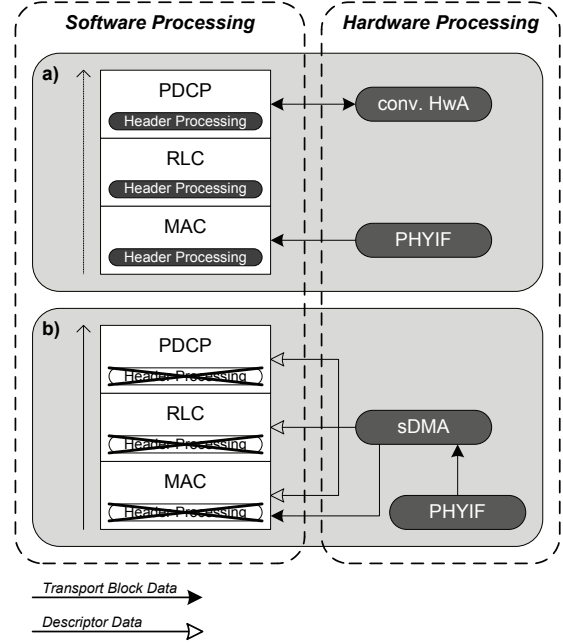 Software Processing
Hardware Processing
a)
PDCP
Header Processing
conv. HwA
RLC
Header Processing
MAC
Header Processing
PHYIF
b)
PDCP
Header Processing
RLC
Header Processing
sDMA
MAC
Header Processing
PHYIF
Transport Block Data
Descriptor Data